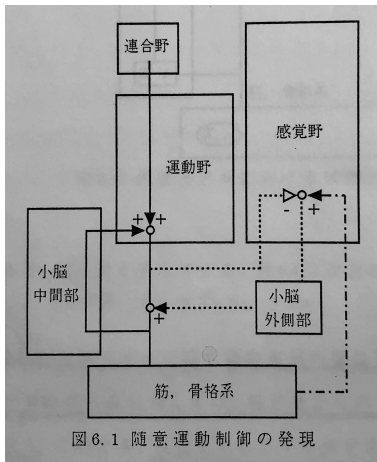 連合野
運動野
感覚野
+
+
-
+
小脳
中間部
+
小脳
外側部
筋，骨格系
図6.1 随意運動制御の発現